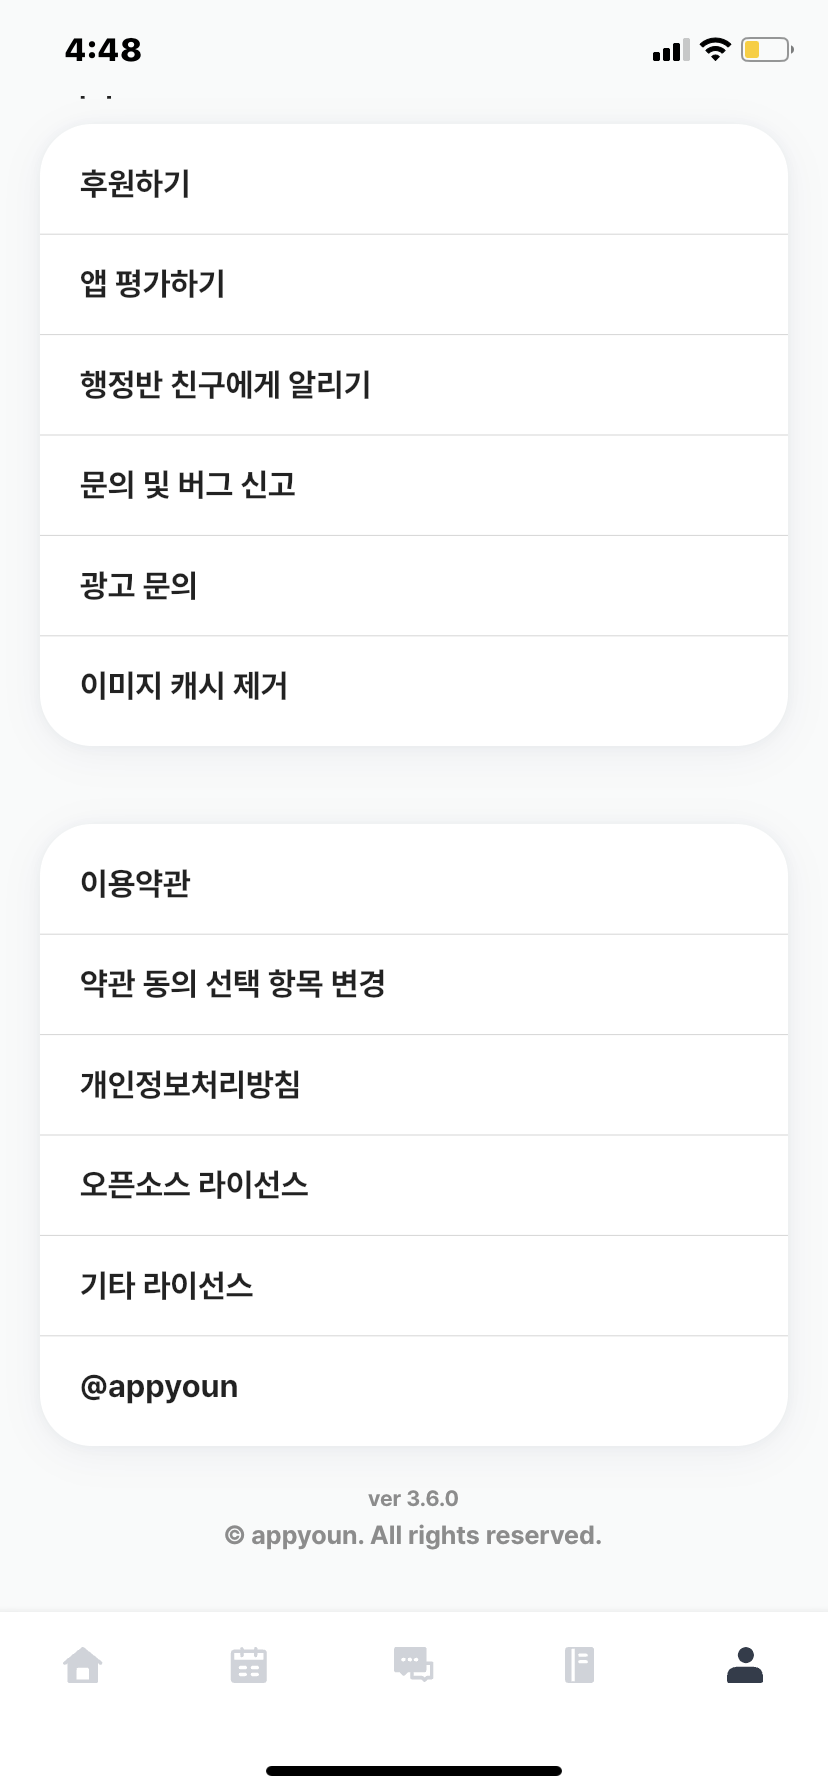 4:48
후원하기
앱 평가하기
행정반 친구에게 알리기
문의 및 버그 신고
광고 문의
이미지 캐시 제거
이용약관
약관 동의 선택 항목 변경
개인정보처리방침
오픈소스 라이선스
기타 라이선스
@appyoun
ver 3.6.0
© appyoun. All rights reserved.